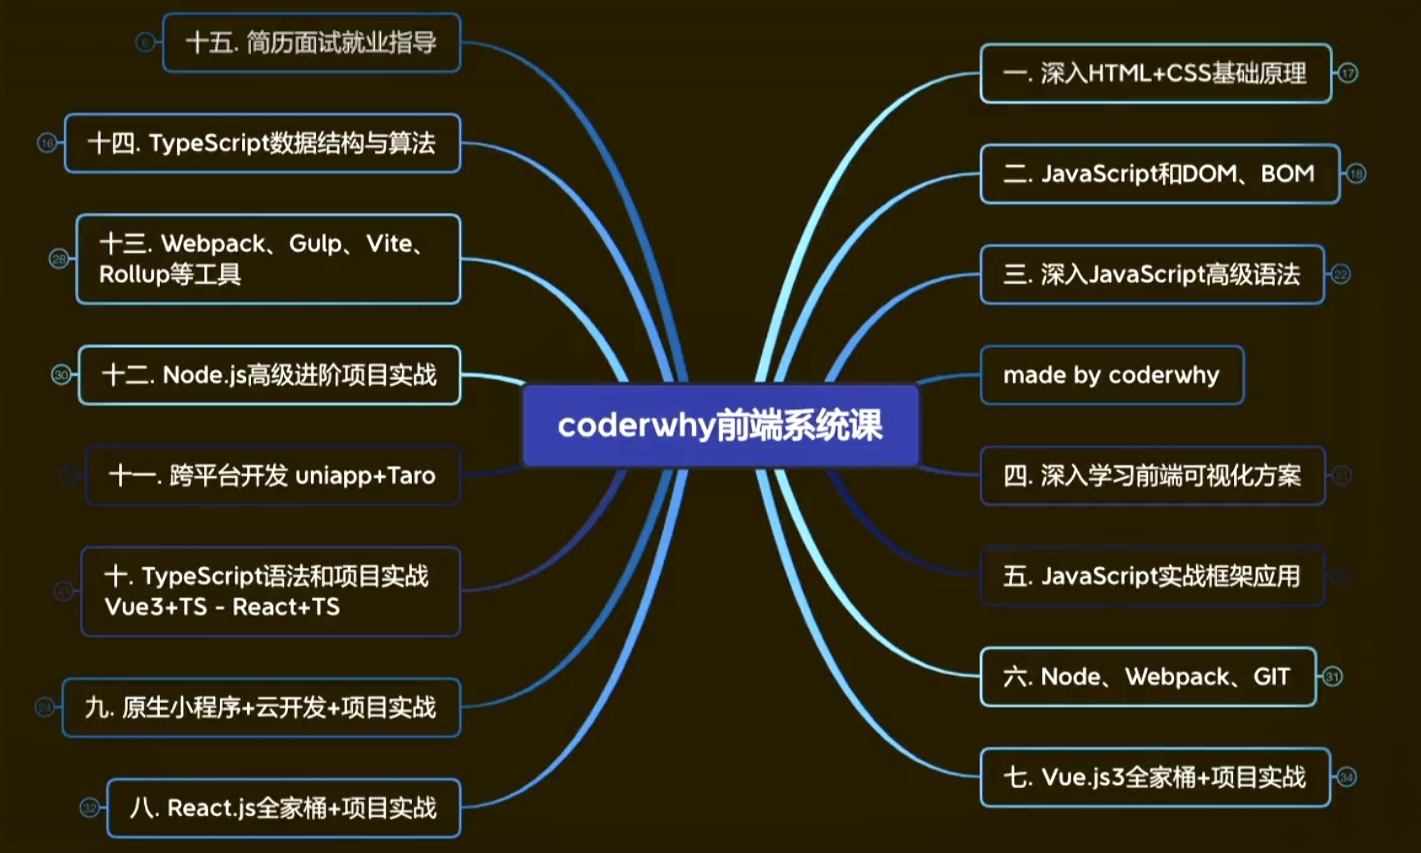 coderwhy前端系统课
一. 深入HTML+CSS基础原理
17
二. JavaScript和DOM、BOM
18
三. 深入JavaScript高级语法
22
made by coderwhy
四. 深入学习前端可视化方案
五. JavaScript实战框架应用
六. Node、Webpack、GIT
31
七. Vue.js3全家桶+项目实战
34
八. React.js全家桶+项目实战
32
九. 原生小程序+云开发+项目实战
24
十. TypeScript语法和项目实战
Vue3+TS - React+TS
十一. 跨平台开发 uniapp+Taro
十二. Node.js高级进阶项目实战
30
十三. Webpack、Gulp、Vite、
Rollup等工具
28
十四. TypeScript数据结构与算法
16
十五. 简历面试就业指导